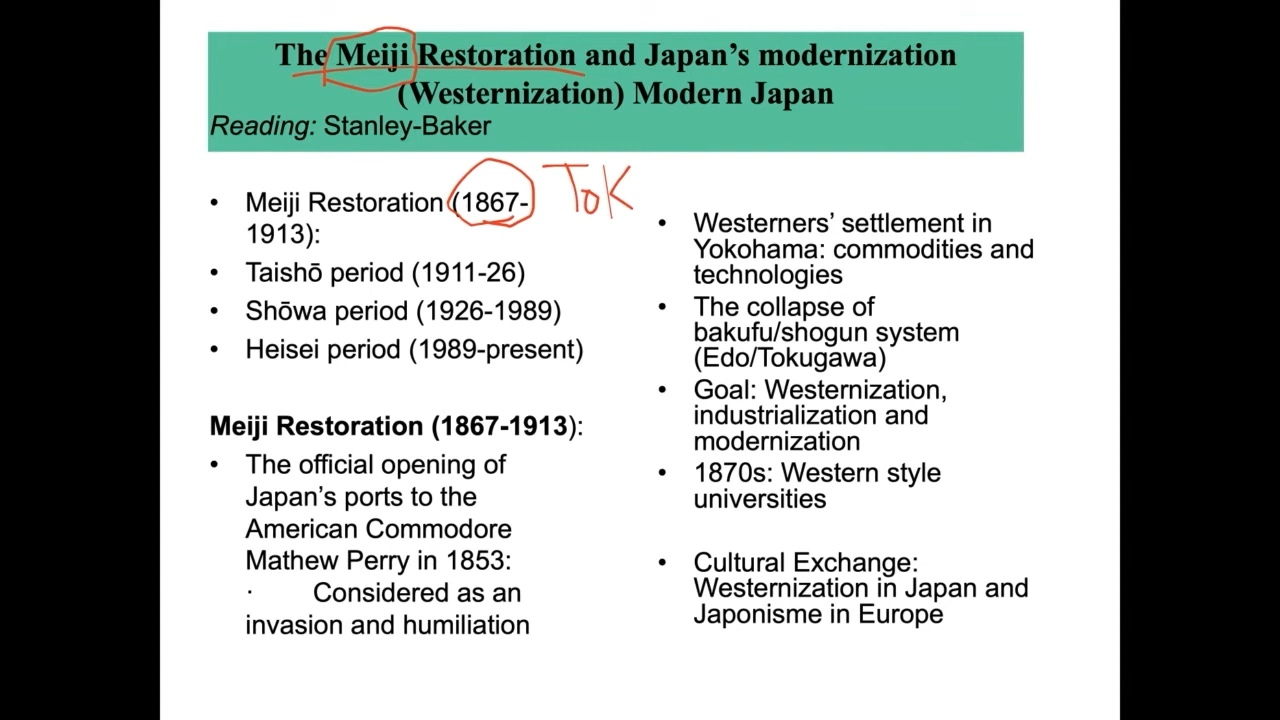 The Meiji Restoration and Japan's modernization
(Westernization) Modern Japan
Reading: Stanley-Baker
• Meiji Restoration (1867-
1913):
TOK
• Taishō period (1911-26)
• Shōwa period (1926-1989)
• Heisei period (1989-present)
Meiji Restoration (1867-1913):
• The official opening of
Japan's ports to the
American Commodore
Mathew Perry in 1853:
· Considered as an
invasion and humiliation
• Westerners' settlement in
Yokohama: commodities and
technologies
• The collapse of
bakufu/shogun system
(Edo/Tokugawa)
• Goal: Westernization,
industrialization and
modernization
• 1870s: Western style
universities
• Cultural Exchange:
Westernization in Japan and
Japonisme in Europe